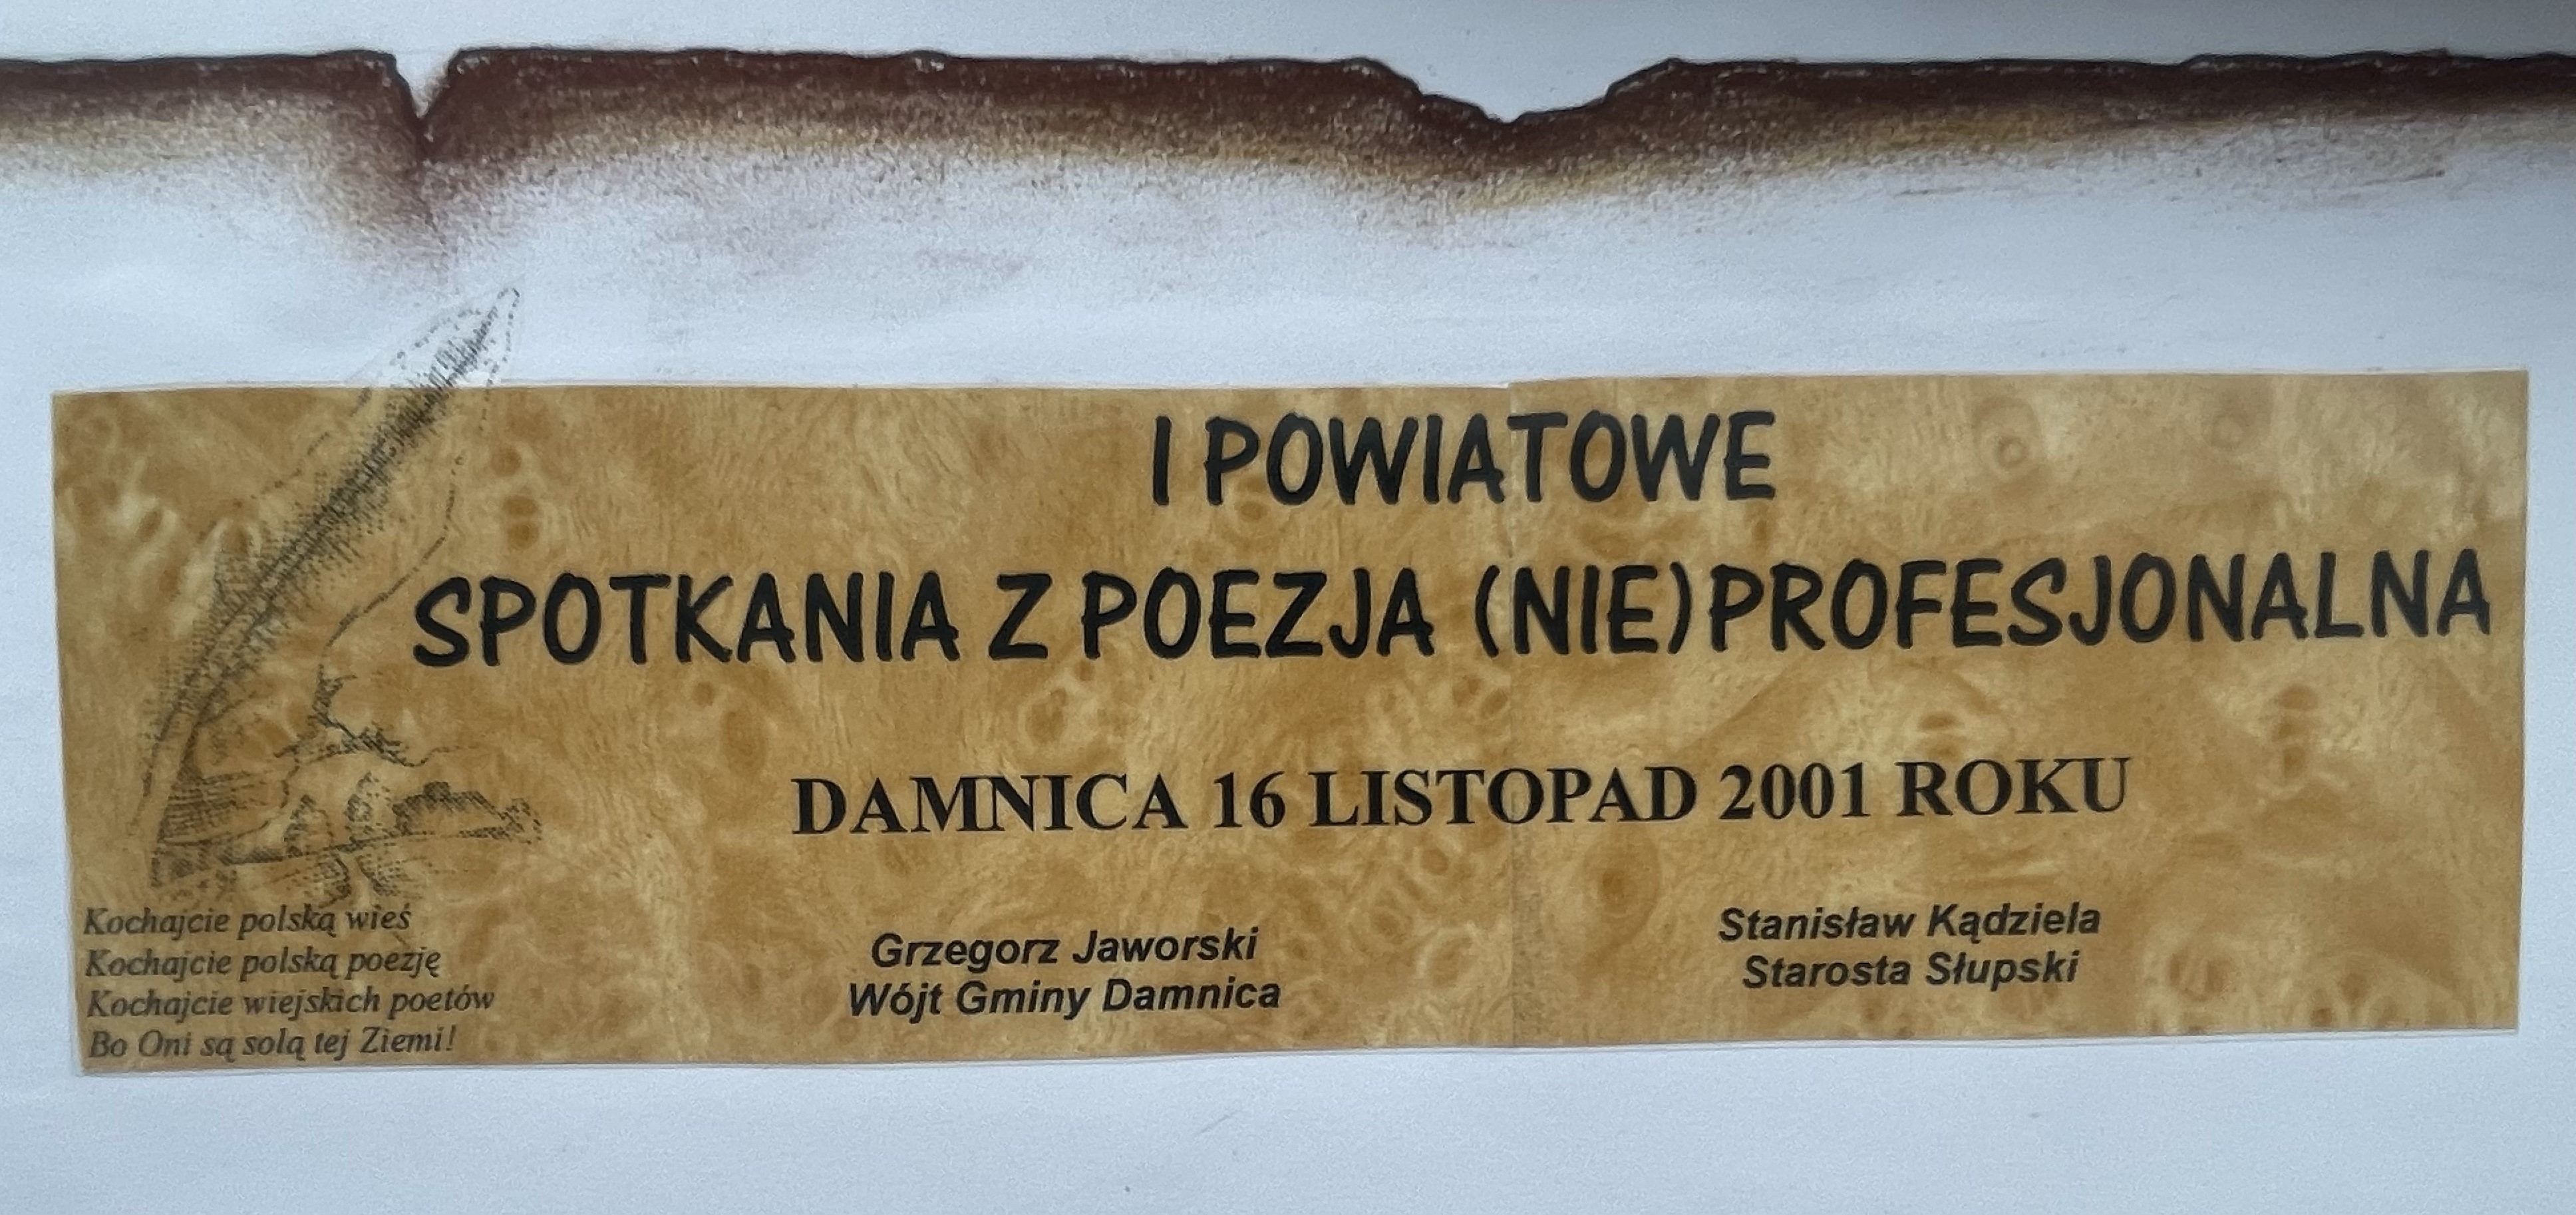 I POWIATOWE
SPOTKANIA Z POEZJA (NIE)PROFESJONALNA
DAMNICA 16 LISTOPAD 2001 ROKU
Kochajcie polską wieś
Kochajcie polską poezję
Kochajcie wiejskich poetów
Bo Oni są solą tej Ziemi!
Grzegorz Jaworski
Wójt Gminy Damnica
Stanisław Kądziela
Starosta Słupski